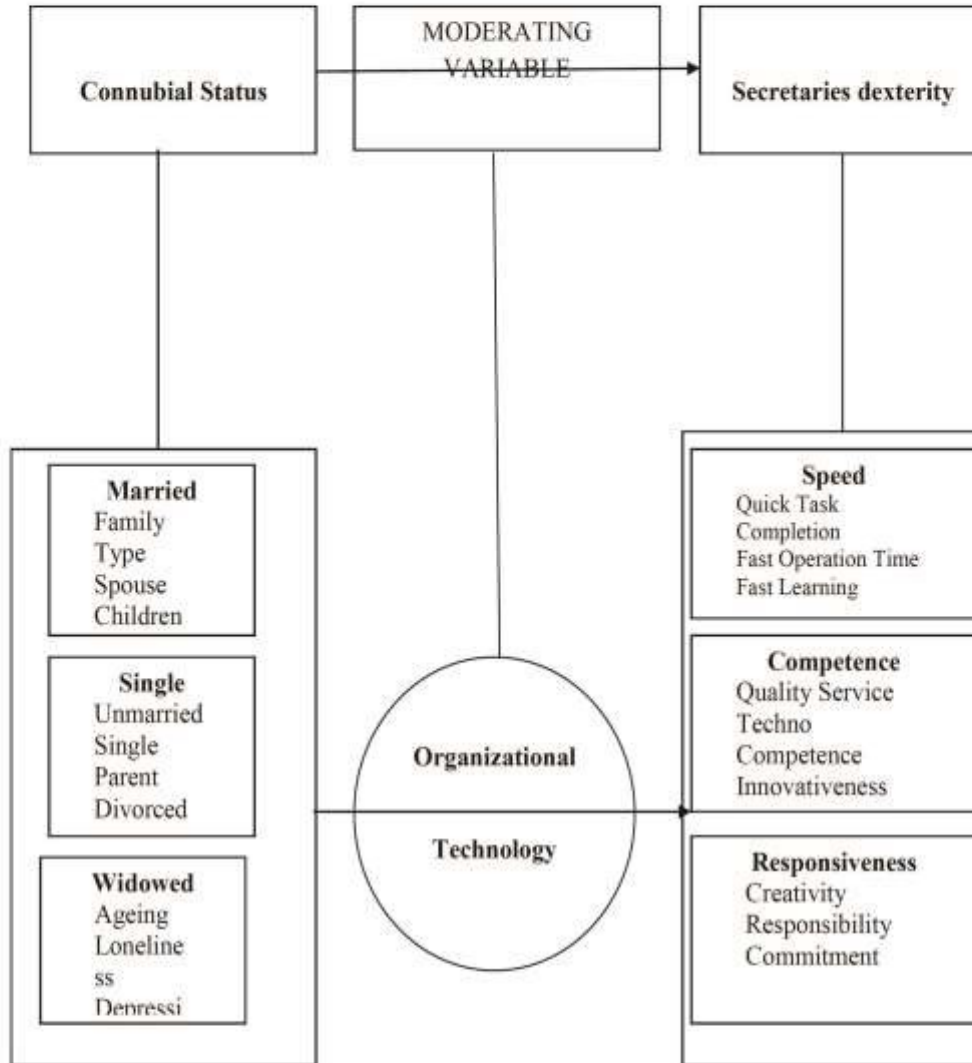 MODERATING
VARIABLE
Connubial Status
Secretaries dexterity
Married
Family
Type
Spouse
Children
Single
Unmarried
Single
Parent
Divorced
Widowed
Ageing
Loneline
ss
Depressi
Organizational
Technology
Speed
Quick Task
Completion
Fast Operation Time
Fast Learning
Competence
Quality Service
Techno
Competence
Innovativeness
Responsiveness
Creativity
Responsibility
Commitment